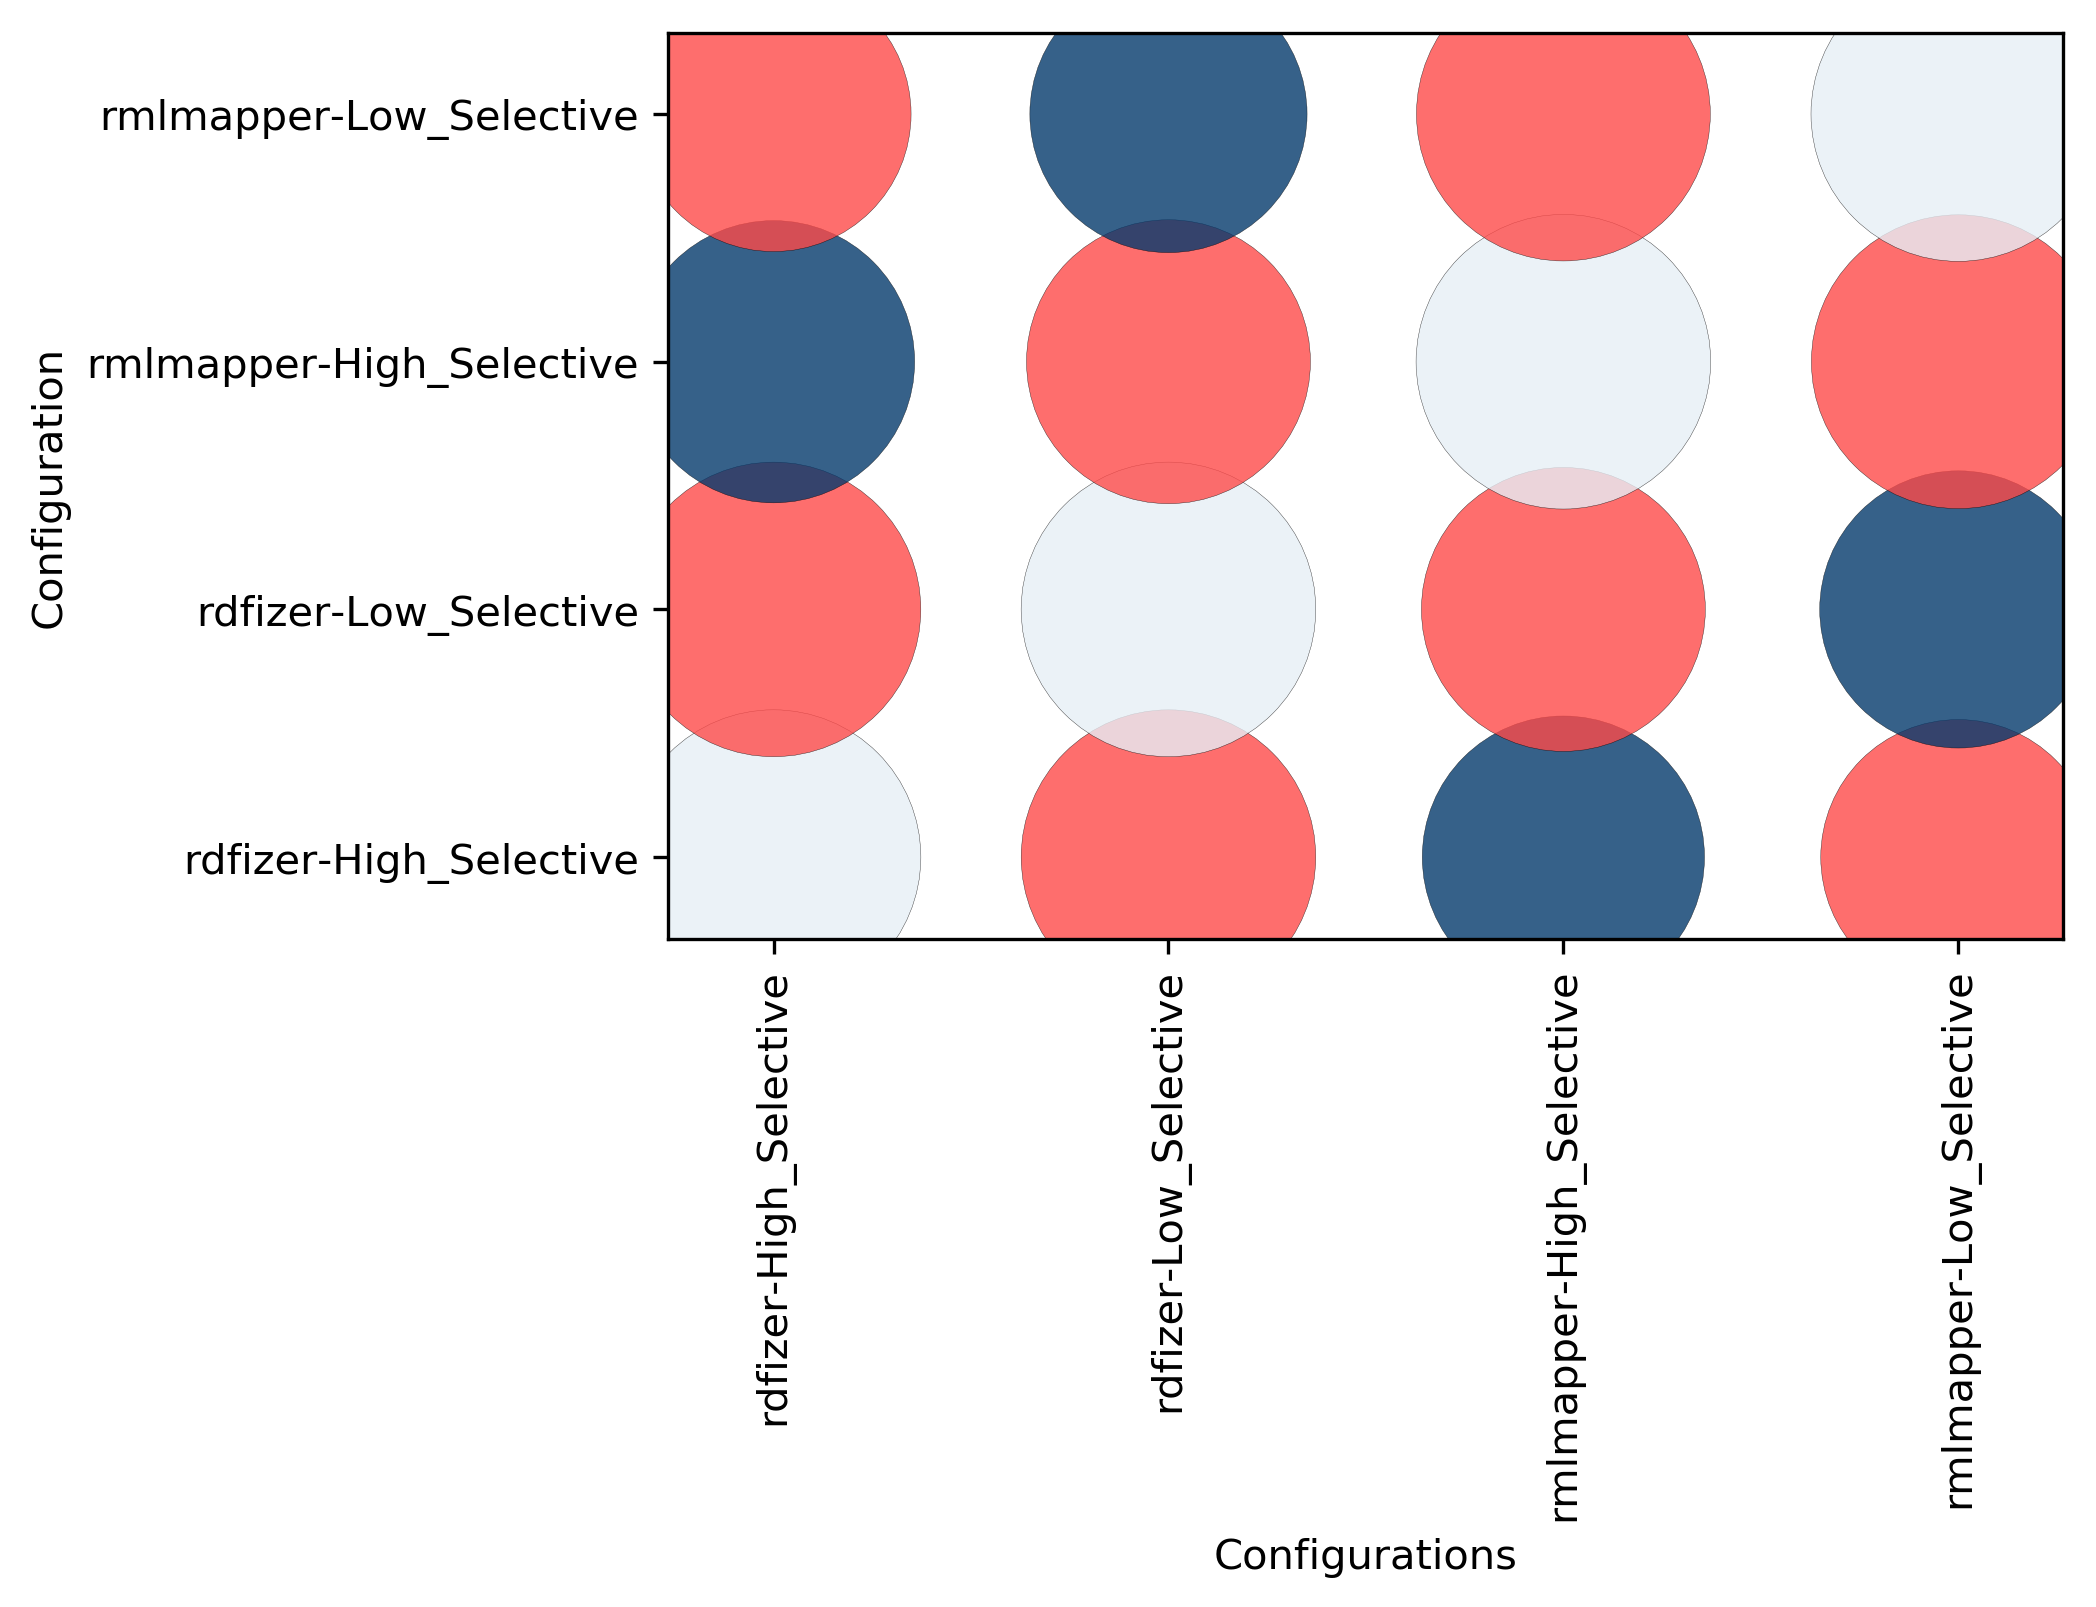 Configuration
rmlmapper-Low_Selective
rmlmapper-High_Selective
rdfizer-Low_Selective
rdfizer-High_Selective
rdfizer-High_Selective
rdfizer-Low_Selective
rmlmapper-High_Selective
rmlmapper-Low_Selective
Configurations